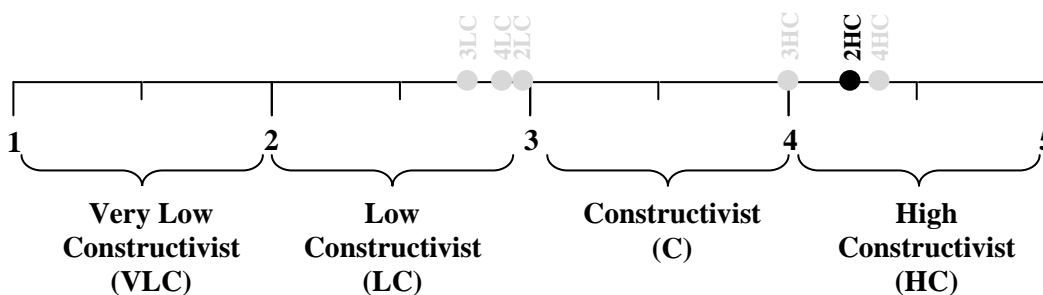 3LC
4LC
2LC
3HC
2HC
4HC
1
2
3
4
5
Very Low
Constructivist
(VLC)
Low
Constructivist
(LC)
Constructivist
(C)
High
Constructivist
(HC)